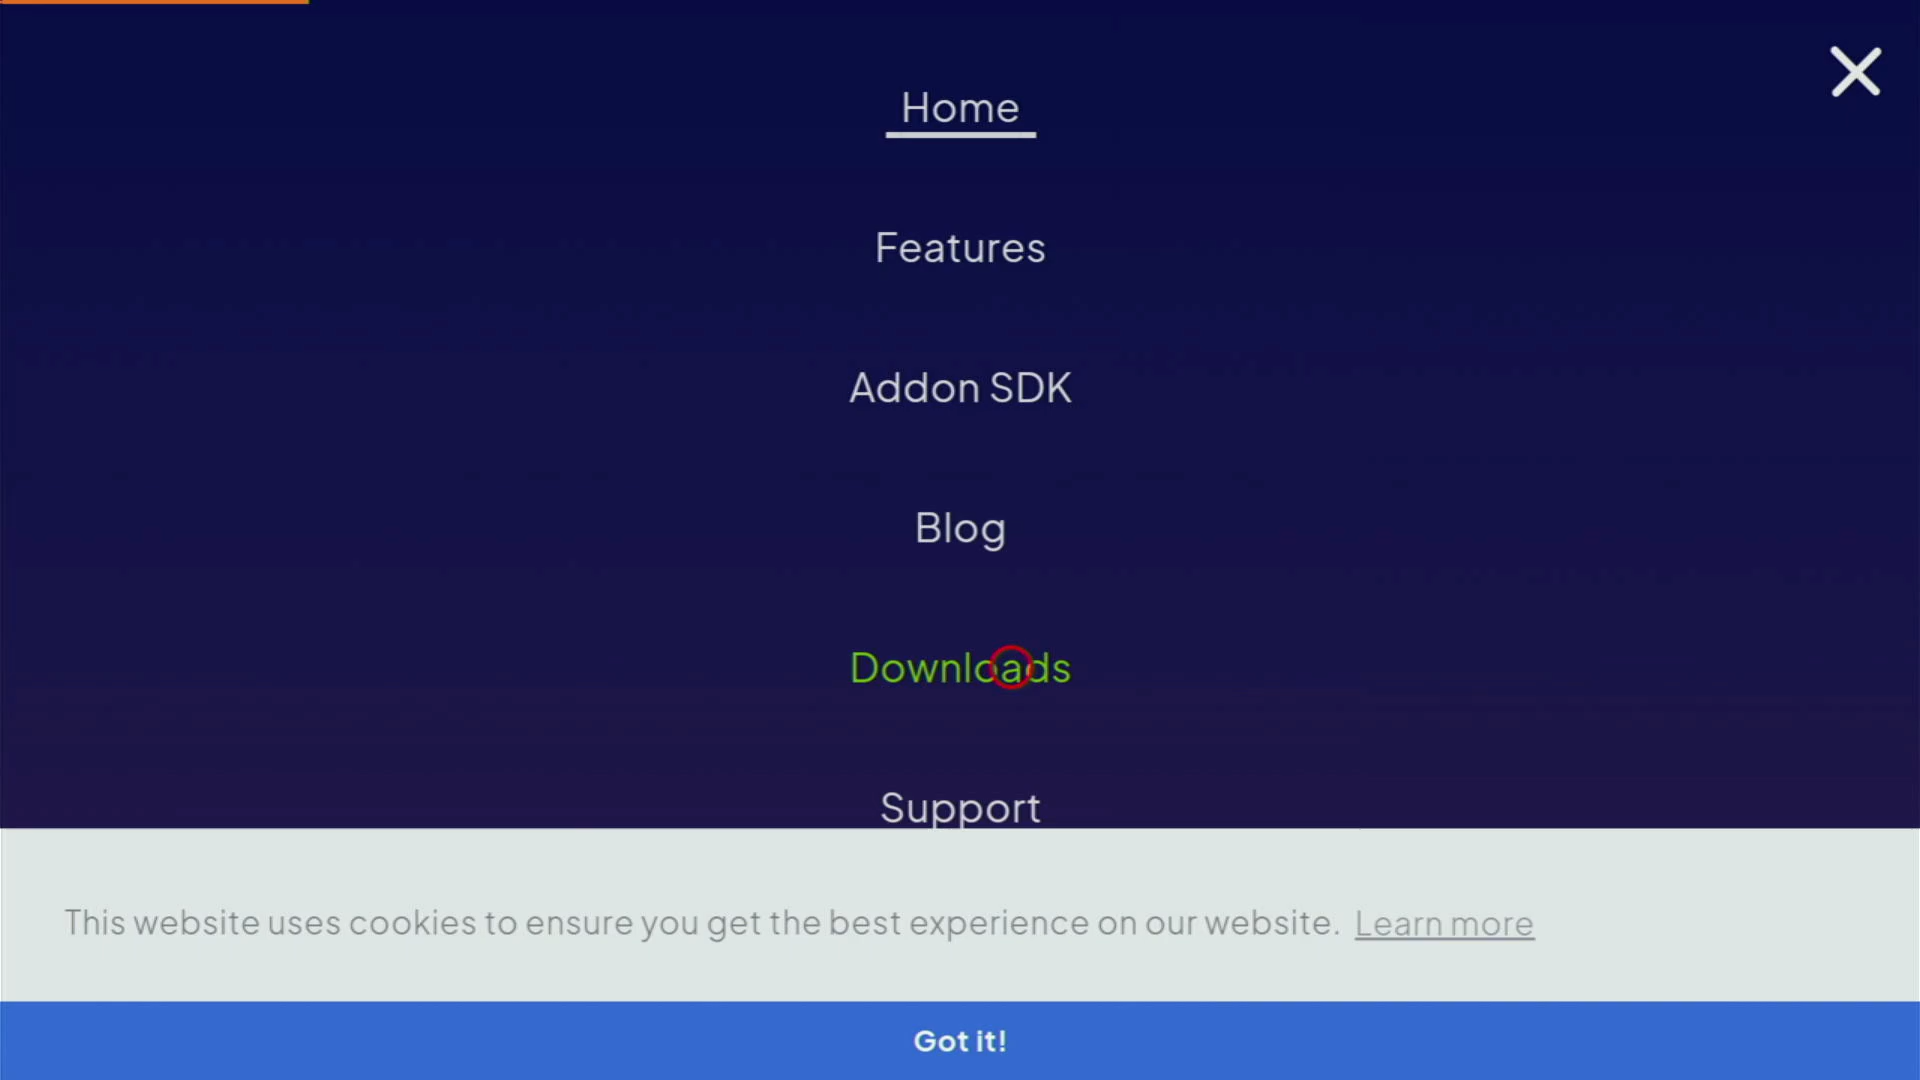 Home
Features
Addon SDK
Blog
Downloads
Support
This website uses cookies to ensure you get the best experience on our website. Learn more
Got it!